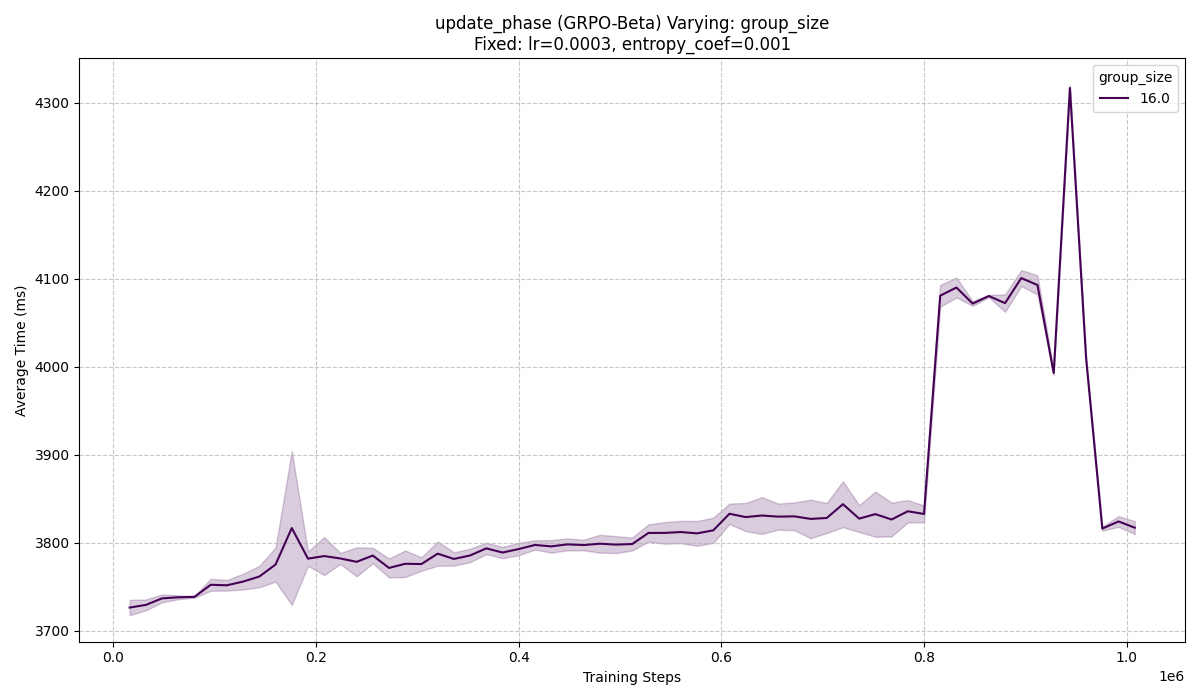 update_phase (GRPO-Beta) Varying: group_size
Fixed: lr=0.0003, entropy_coef=0.001
group_size
16.0
4300
4200
4100
4000
3900
3800
3700
Average Time (ms)
0.0
0.2
0.4
0.6
0.8
1.0
1e6
Training Steps